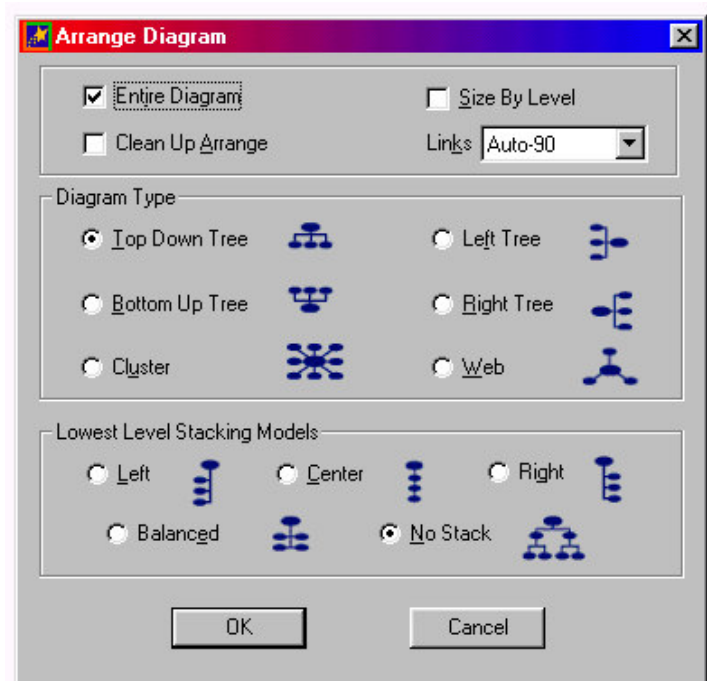 Arrange Diagram
Entire Diagram
Size By Level
Clean Up Arrange
Links Auto-90
Diagram Type
Top Down Tree
Left Tree
Bottom Up Tree
Right Tree
Cluster
Web
Lowest Level Stacking Models
Left
Center
Right
Balanced
No Stack
OK
Cancel